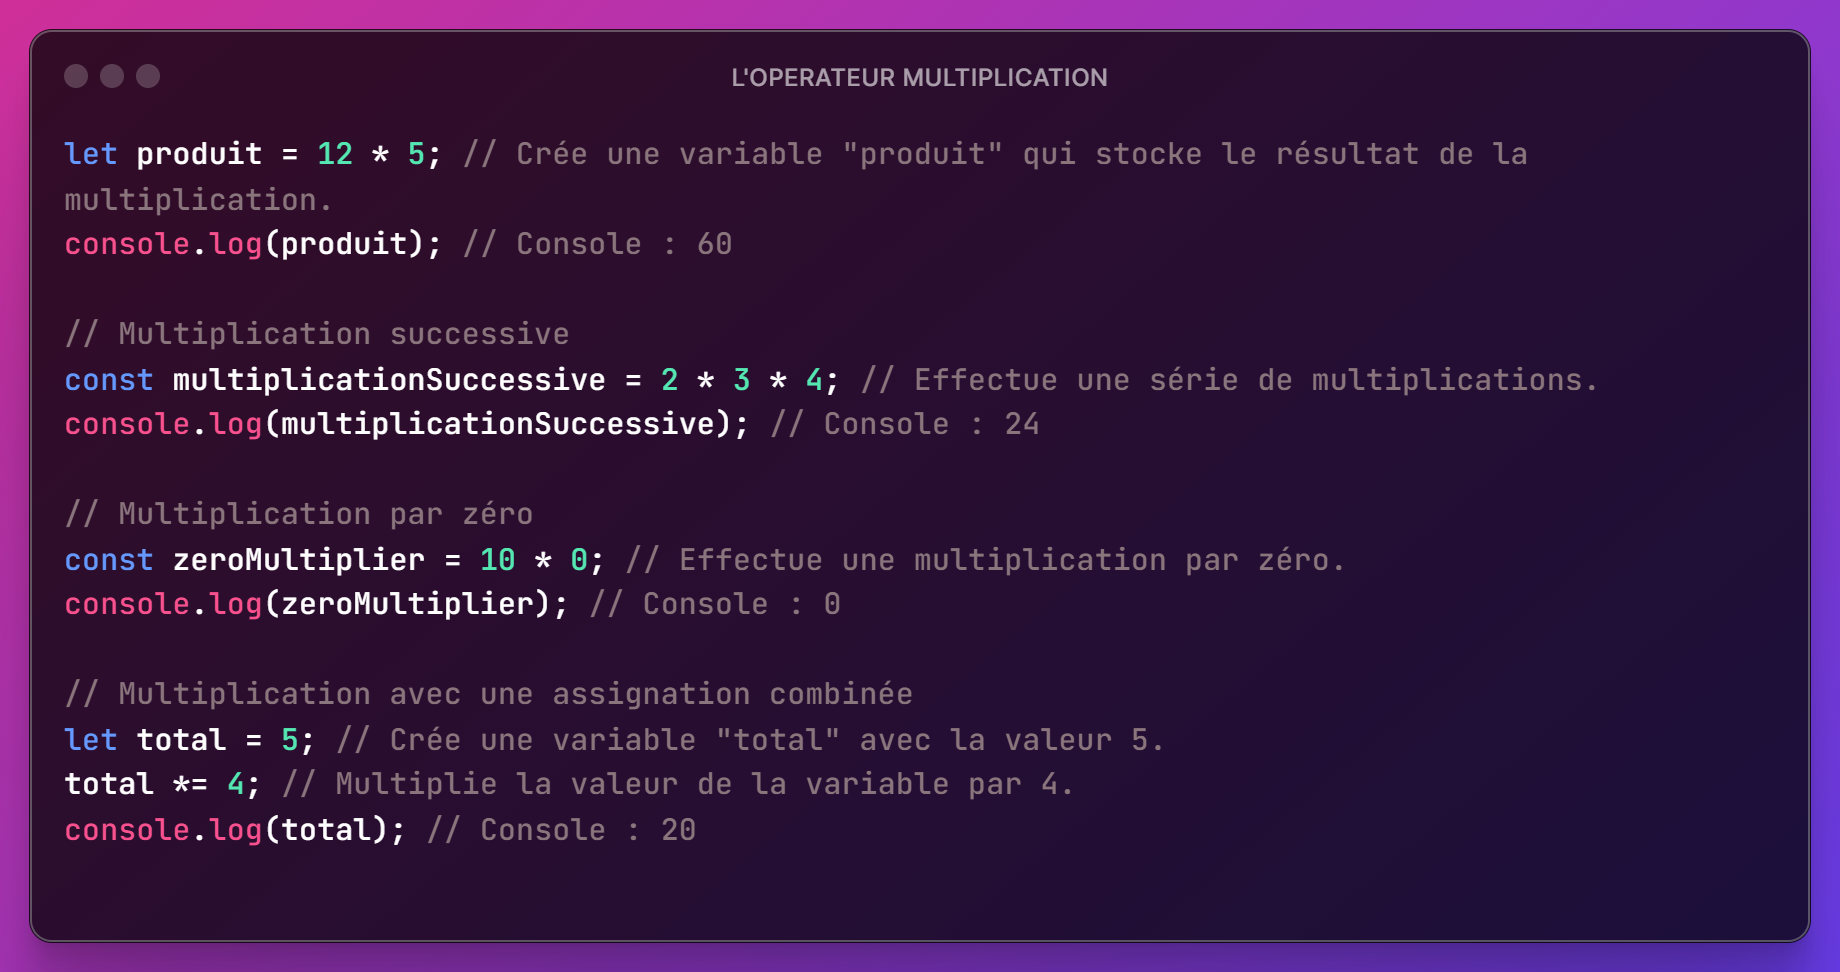 L'OPERATEUR MULTIPLICATION
let produit = 12 * 5; // Crée une variable "produit" qui stocke le résultat de la
multiplication.
console.log(produit); // Console : 60
// Multiplication successive
const multiplicationSuccessive = 2 * 3 * 4; // Effectue une série de multiplications.
console.log(multiplicationSuccessive); // Console : 24
// Multiplication par zéro
const zeroMultiplier = 10 * 0; // Effectue une multiplication par zéro.
console.log(zeroMultiplier); // Console : 0
// Multiplication avec une assignation combinée
let total = 5; // Crée une variable "total" avec la valeur 5.
total *= 4; // Multiplie la valeur de la variable par 4.
console.log(total); // Console : 20